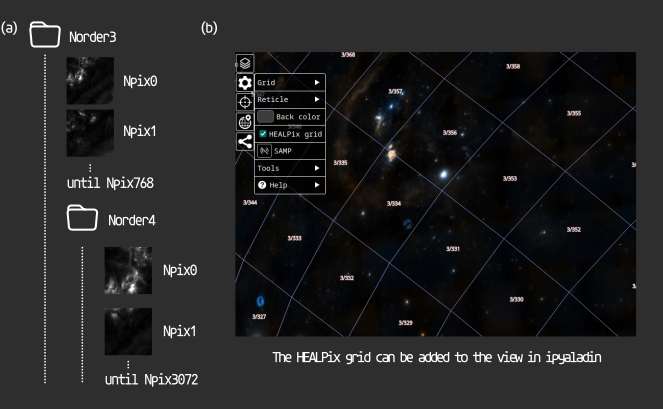 (a)
Norder3
Npix0
Npix1
until Npix768
Norder4
Npix0
Npix1
until Npix3072
(b)
3/368
3/358
3/357
3/355
3/356
3/335
3/353
3/344
3/334
3/352
3/333
3/331
3/332
3/330
3/327
3/329
Grid
Reticle
Back color
HEALPix grid
SAMP
Tools
Help
The HEALPix grid can be added to the view in ipyaladin